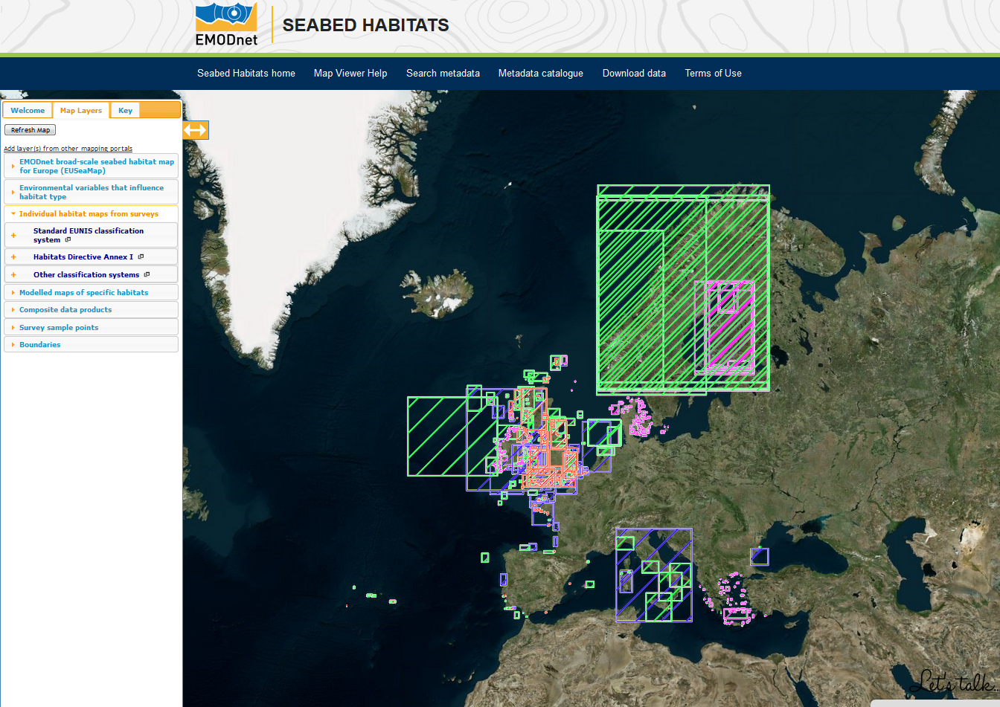 EMODnet
SEABED HABITATS
Seabed Habitats home
Map Viewer Help
Search metadata
Metadata catalogue
Download data
Terms of Use
Welcome
Map Layers
Key
Refresh Map
Add layer(s) from other mapping portals
EMODnet broad-scale seabed habitat map
for Europe (EUSeaMap)
Environmental variables that influence
habitat type
Individual habitat maps from surveys
Standard EUNIS classification
system
Habitats Directive Annex I
Other classification systems
Modelled maps of specific habitats
Composite data products
Survey sample points
Boundaries
Let's talk